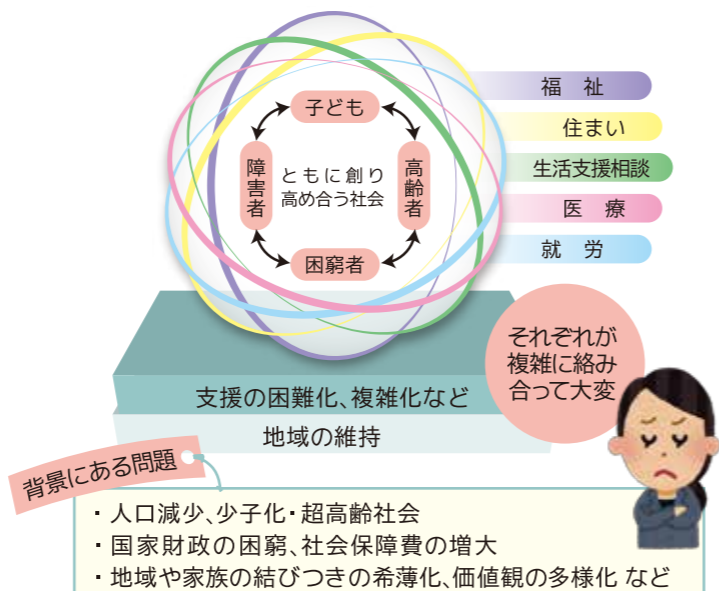 子ども
障害者
ともに創り
高め合う社会
高齢者
困窮者
福　祉
住まい
生活支援相談
医　療
就　労
それぞれが
複雑に絡み
合って大変
支援の困難化、複雑化など
地域の維持
背景にある問題
・人口減少、少子化・超高齢社会
・国家財政の困窮、社会保障費の増大
・地域や家族の結びつきの希薄化、価値観の多様化 など